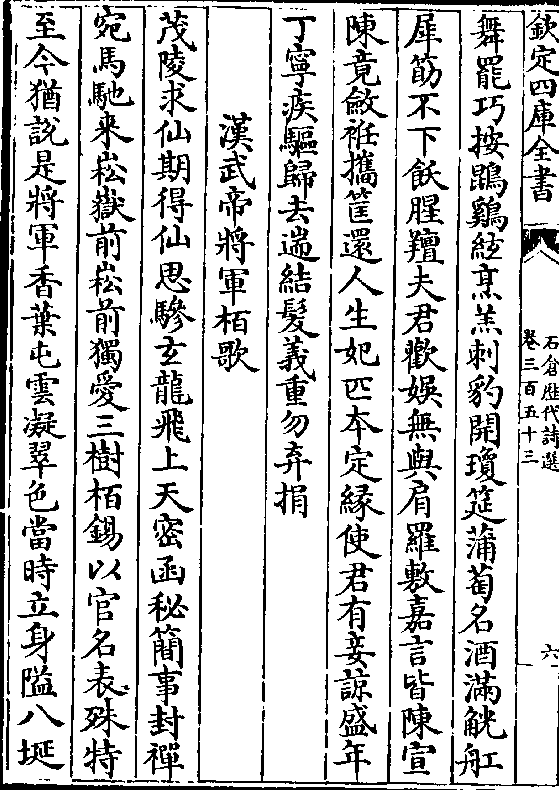 欽定四庫全書
石倉歷代詩選
卷三百五十三
六
舞罷巧按鵾鷄絃烹羔刺豹開瓊筵蒲萄名酒滿觥舡
犀筯不下飫腥羶夫君歡娛無與肩羅敷嘉言皆陳宣
陳竟斂袵攜筐還人生妃匹本定緣使君有妾諒盛年
丁寧疾驅歸去遄結髮義重勿弃捐
漢武帝將軍栢歌
茂陵求仙期得仙思驂玄龍飛上天密函秘簡事封禪
宛馬馳來崧嶽前崧前獨愛三樹栢錫以官名表殊特
至今猶說是將軍香葉屯雲凝翠色當時立身隘八埏